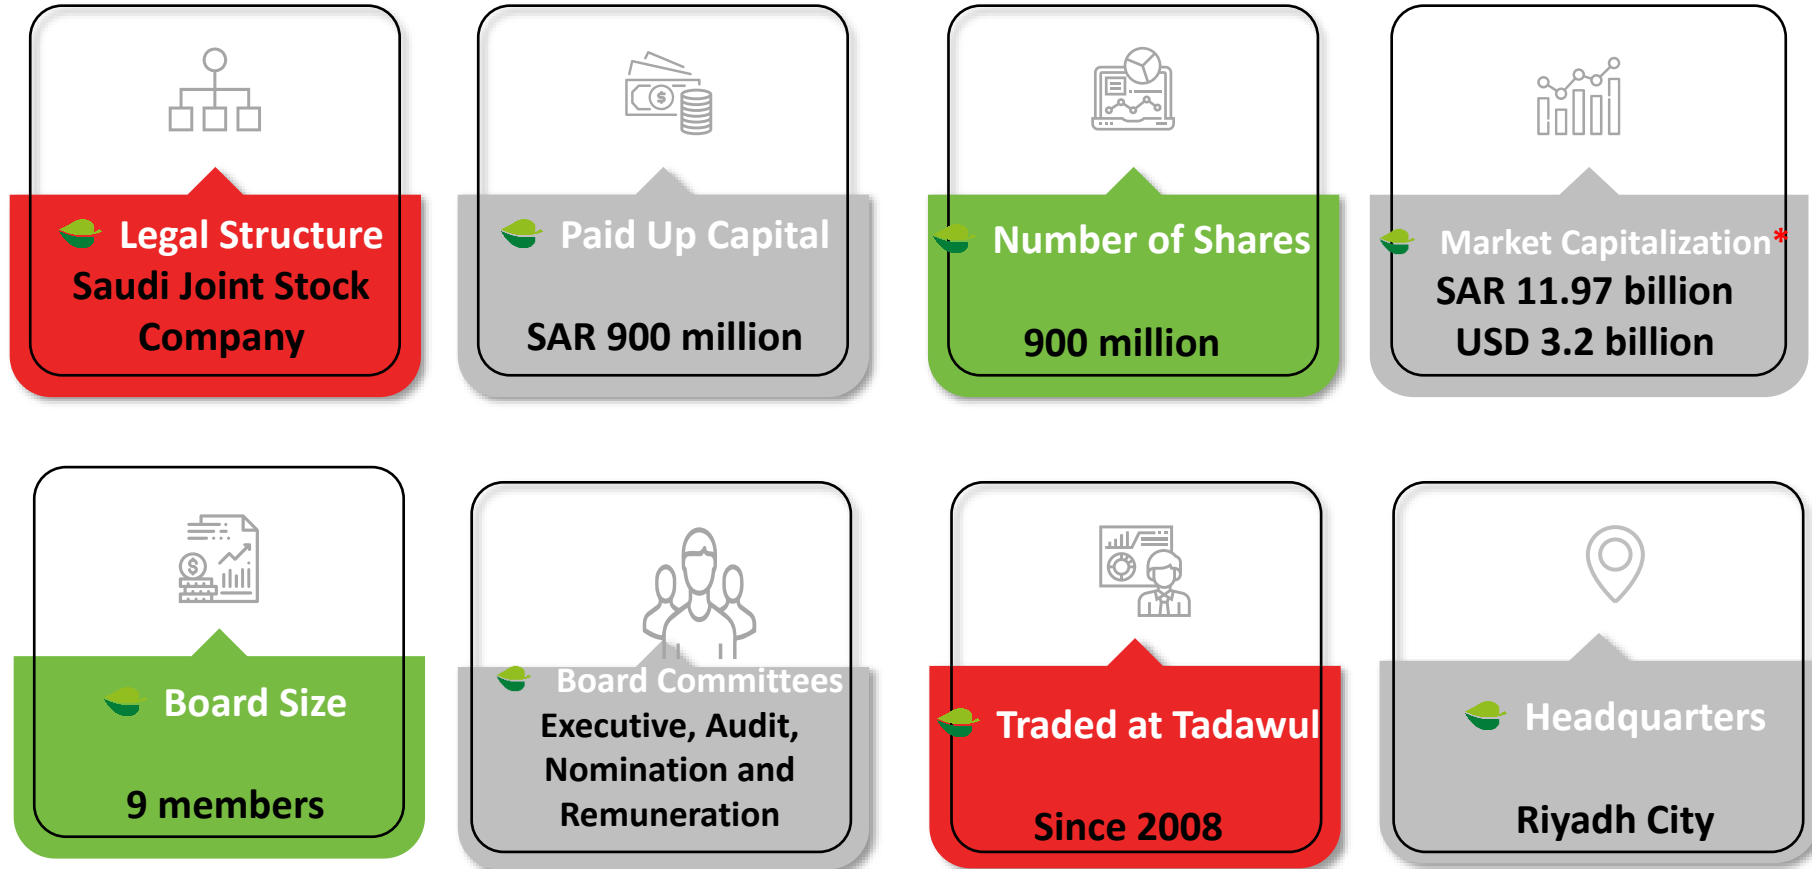 Legal Structure
Saudi Joint Stock
Company
Paid Up Capital
SAR 900 million
Number of Shares
900 million
Market Capitalization*
SAR 11.97 billion
USD 3.2 billion
Board Size
9 members
Board Committees
Executive, Audit,
Nomination and
Remuneration
Traded at Tadawul
Since 2008
Headquarters
Riyadh City